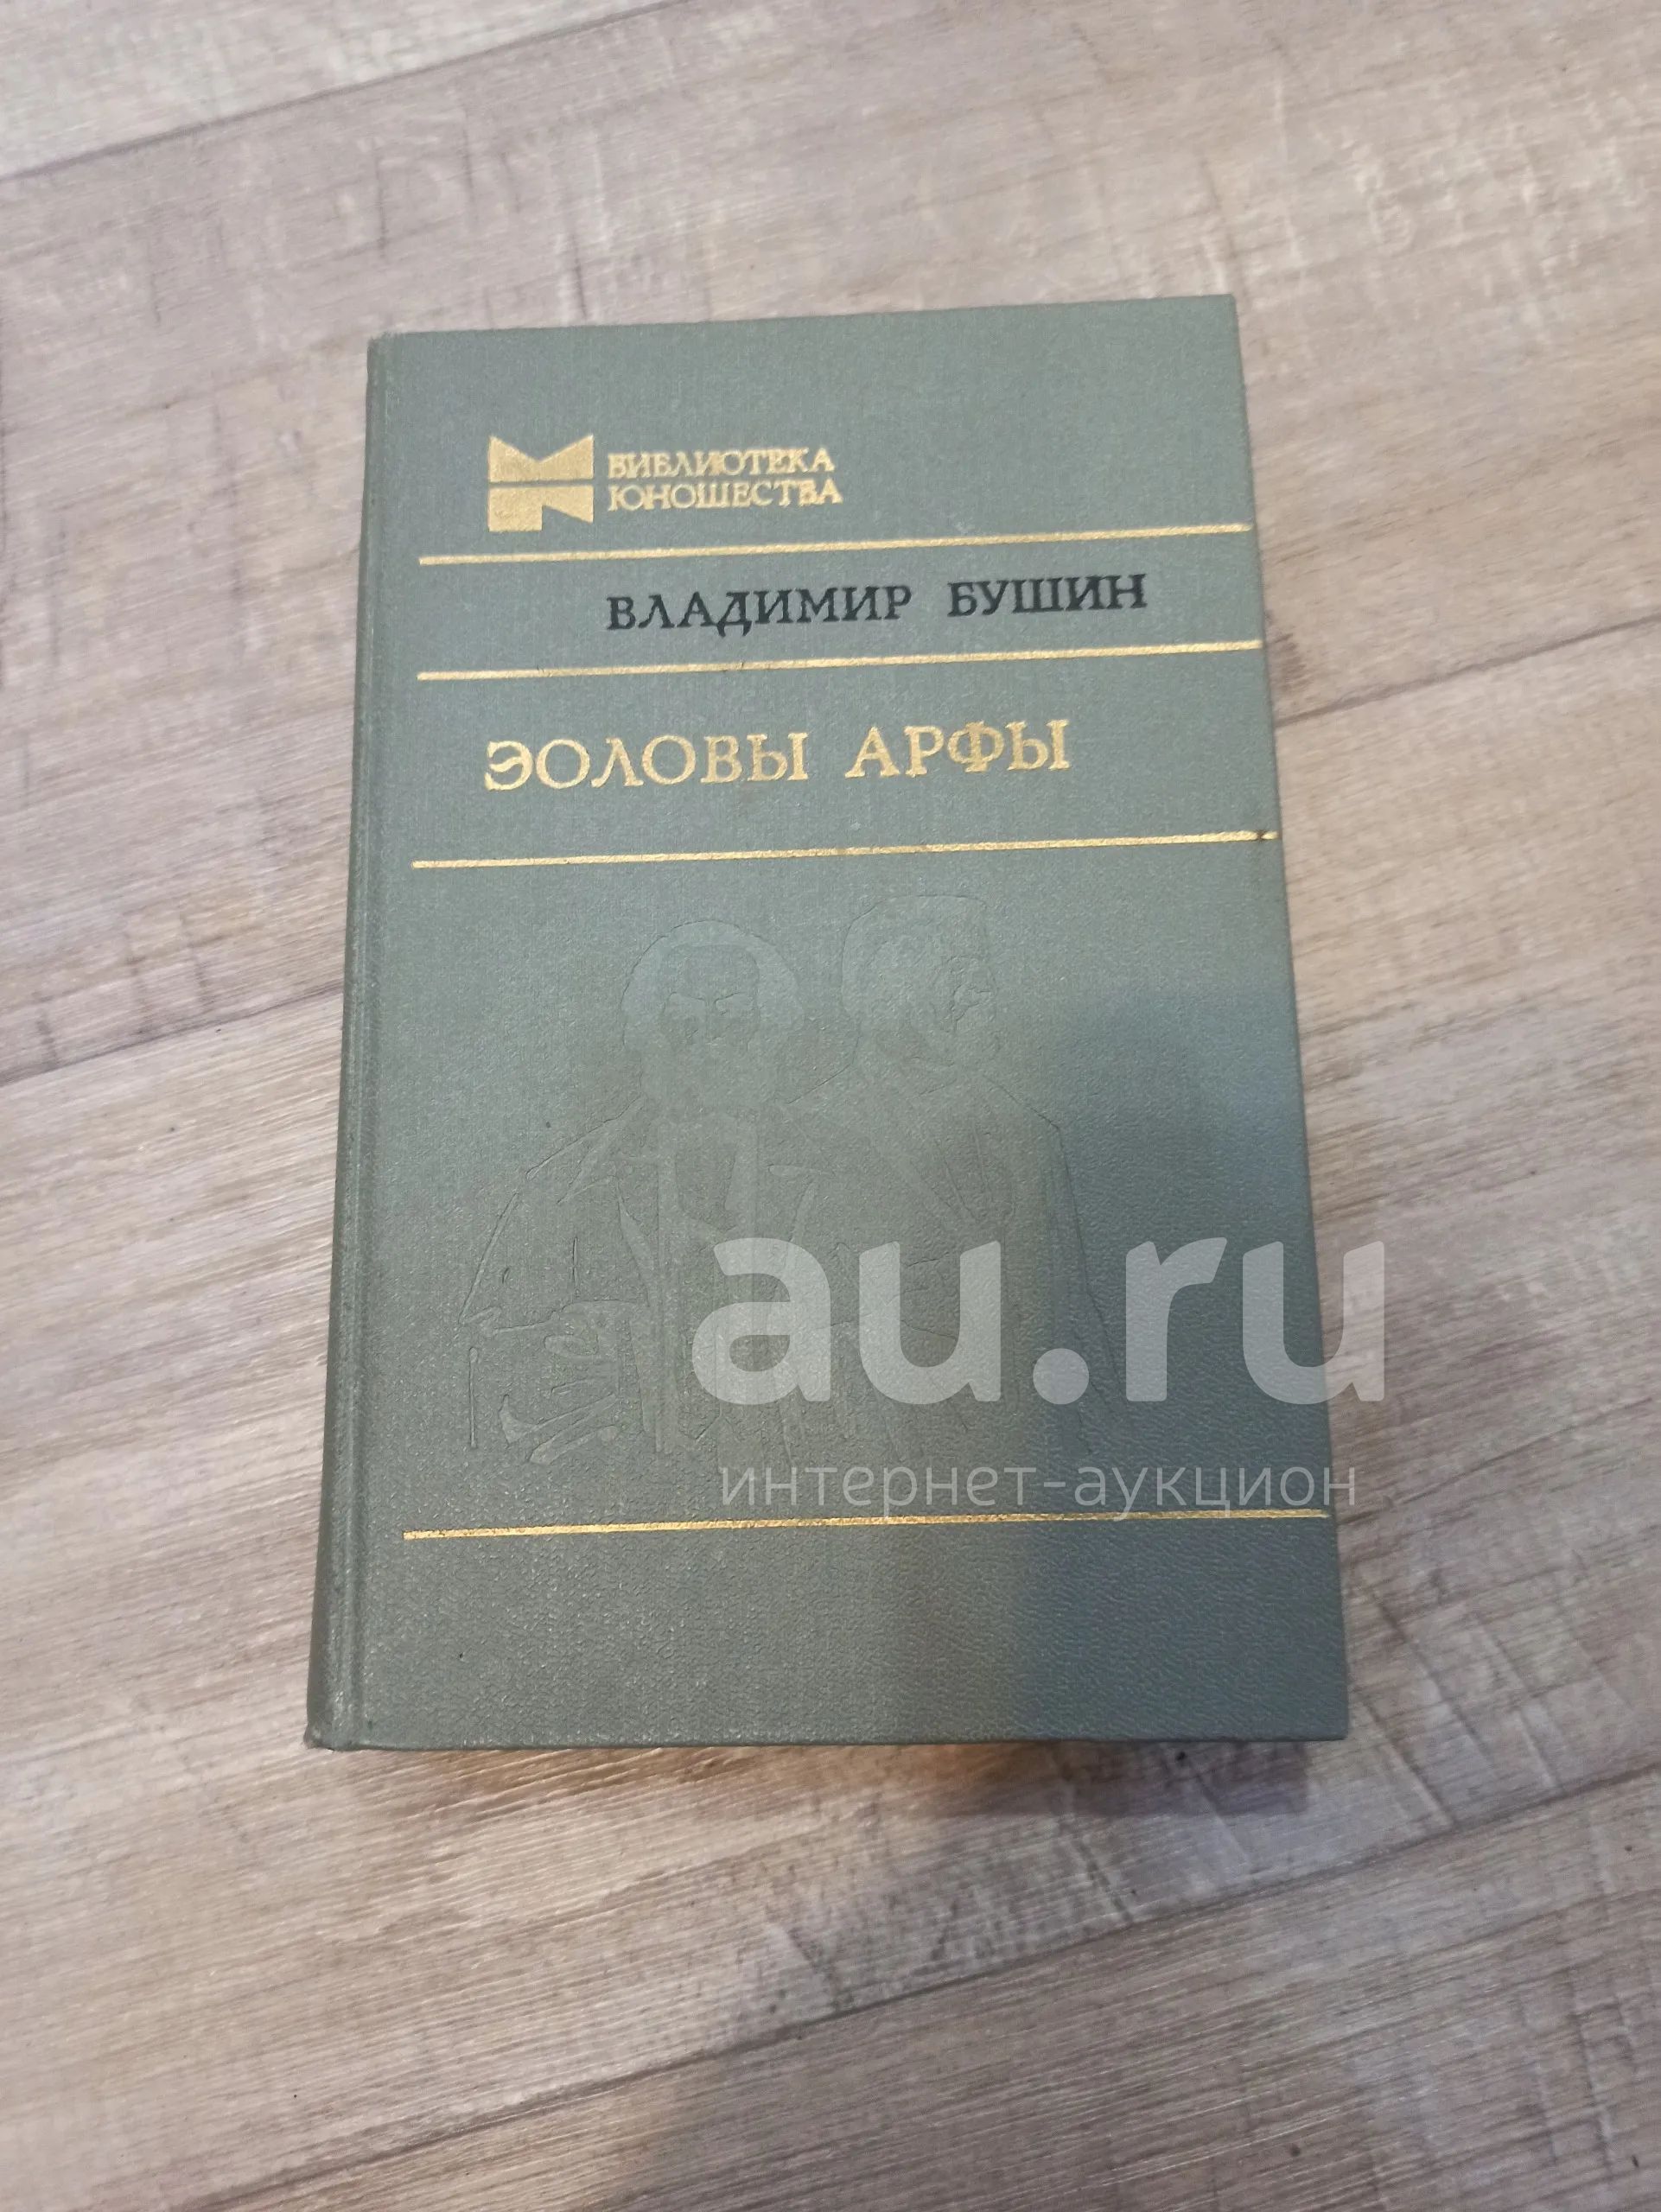 БИБЛИОТЕКА
ЮНОШЕСТВА
ВЛАДИМИР БУШИН
ЭОЛОВЫ АРФЫ
au.ru
интернет-аукцион